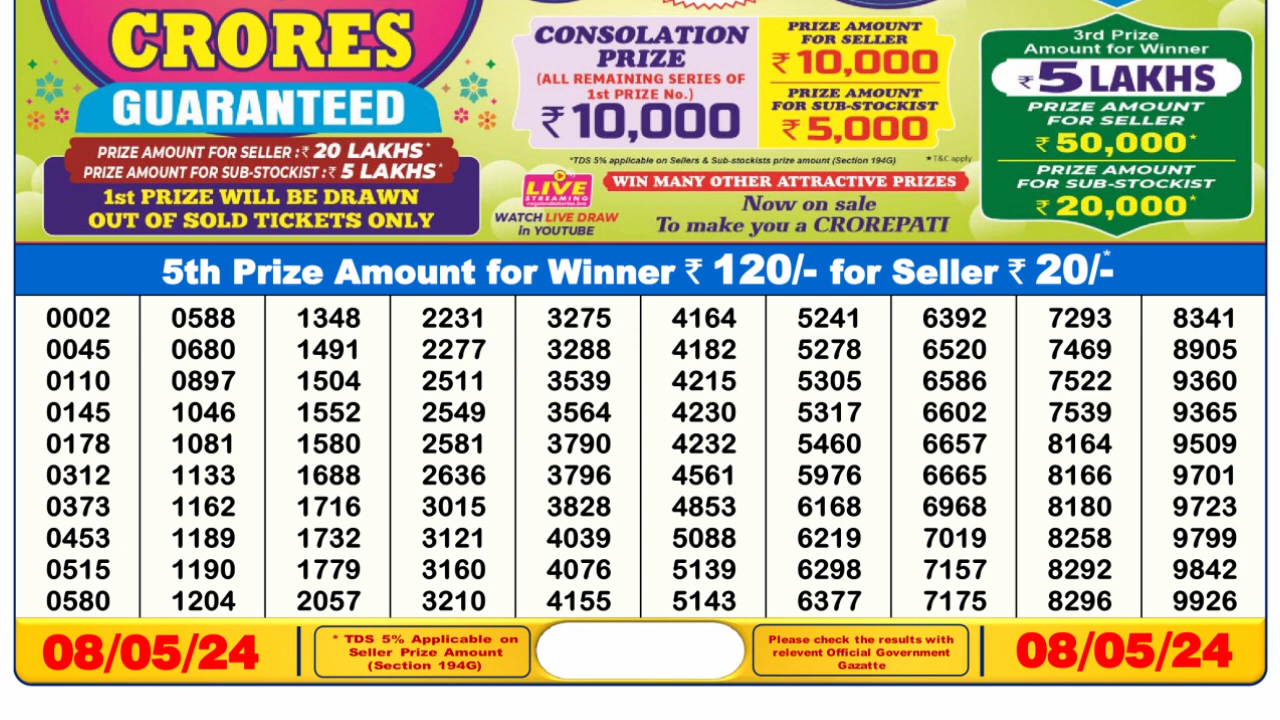 CRORES
GUARANTEED
PRIZE AMOUNT FOR SELLER :₹ 20 LAKHS*
PRIZE AMOUNT FOR SUB-STOCKIST :₹ 5 LAKHS*
1st PRIZE WILL BE DRAWN
OUT OF SOLD TICKETS ONLY
CONSOLATION
PRIZE
(ALL REMAINING SERIES OF
1st PRIZE No.)
₹ 10,000
PRIZE AMOUNT
FOR SELLER
₹ 10,000
PRIZE AMOUNT
FOR SUB-STOCKIST
₹ 5,000
*TDS 5% applicable on Sellers & Sub-stockists prize amount (Section 194G)
★T&C apply
LIVE
STREAMING
WATCH LIVE DRAW
in YOUTUBE
WIN MANY OTHER ATTRACTIVE PRIZES
Now on sale
To make you a CROREPATI
3rd Prize
Amount for Winner
₹ 5 LAKHS
PRIZE AMOUNT
FOR SELLER
₹ 50,000*
PRIZE AMOUNT
FOR SUB-STOCKIST
₹ 20,000*
5th Prize Amount for Winner ₹ 120/- for Seller ₹ 20/-*
0002 0588 1348 2231 3275 4164 5241 6392 7293 8341
0045 0680 1491 2277 3288 4182 5278 6520 7469 8905
0110 0897 1504 2511 3539 4215 5305 6586 7522 9360
0145 1046 1552 2549 3564 4230 5317 6602 7539 9365
0178 1081 1580 2581 3790 4232 5460 6657 8164 9509
0312 1133 1688 2636 3796 4561 5976 6665 8166 9701
0373 1162 1716 3015 3828 4853 6168 6968 8180 9723
0453 1189 1732 3121 4039 5088 6219 7019 8258 9799
0515 1190 1779 3160 4076 5139 6298 7157 8292 9842
0580 1204 2057 3210 4155 5143 6377 7175 8296 9926
08/05/24
* TDS 5% Applicable on
Seller Prize Amount
(Section 194G)
Please check the results with
relevent Official Government
Gazatte
08/05/24